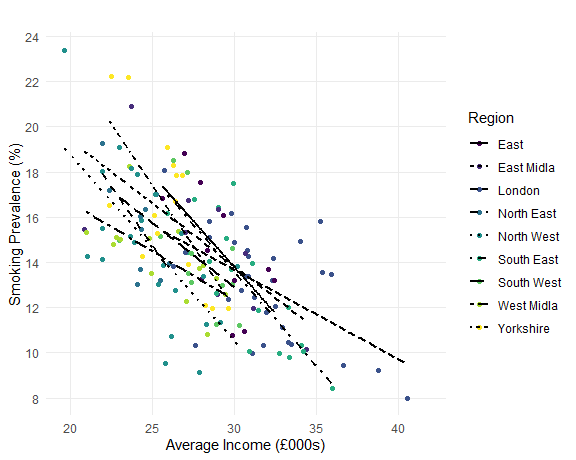 24
22
20
18
16
14
12
10
8
Smoking Prevalence (%)
20
25
30
35
40
Average Income (£000s)
Region
East
East Midla
London
North East
North West
South East
South West
West Midla
Yorkshire